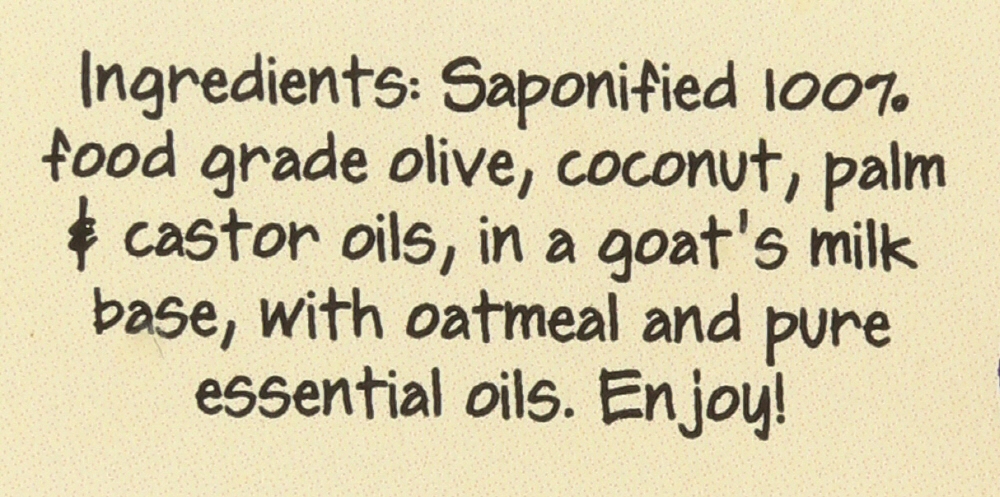 Ingredients: Saponified 100%
food grade olive, coconut, palm
& castor oils, in a goat's milk
base, with oatmeal and pure
essential oils. Enjoy!